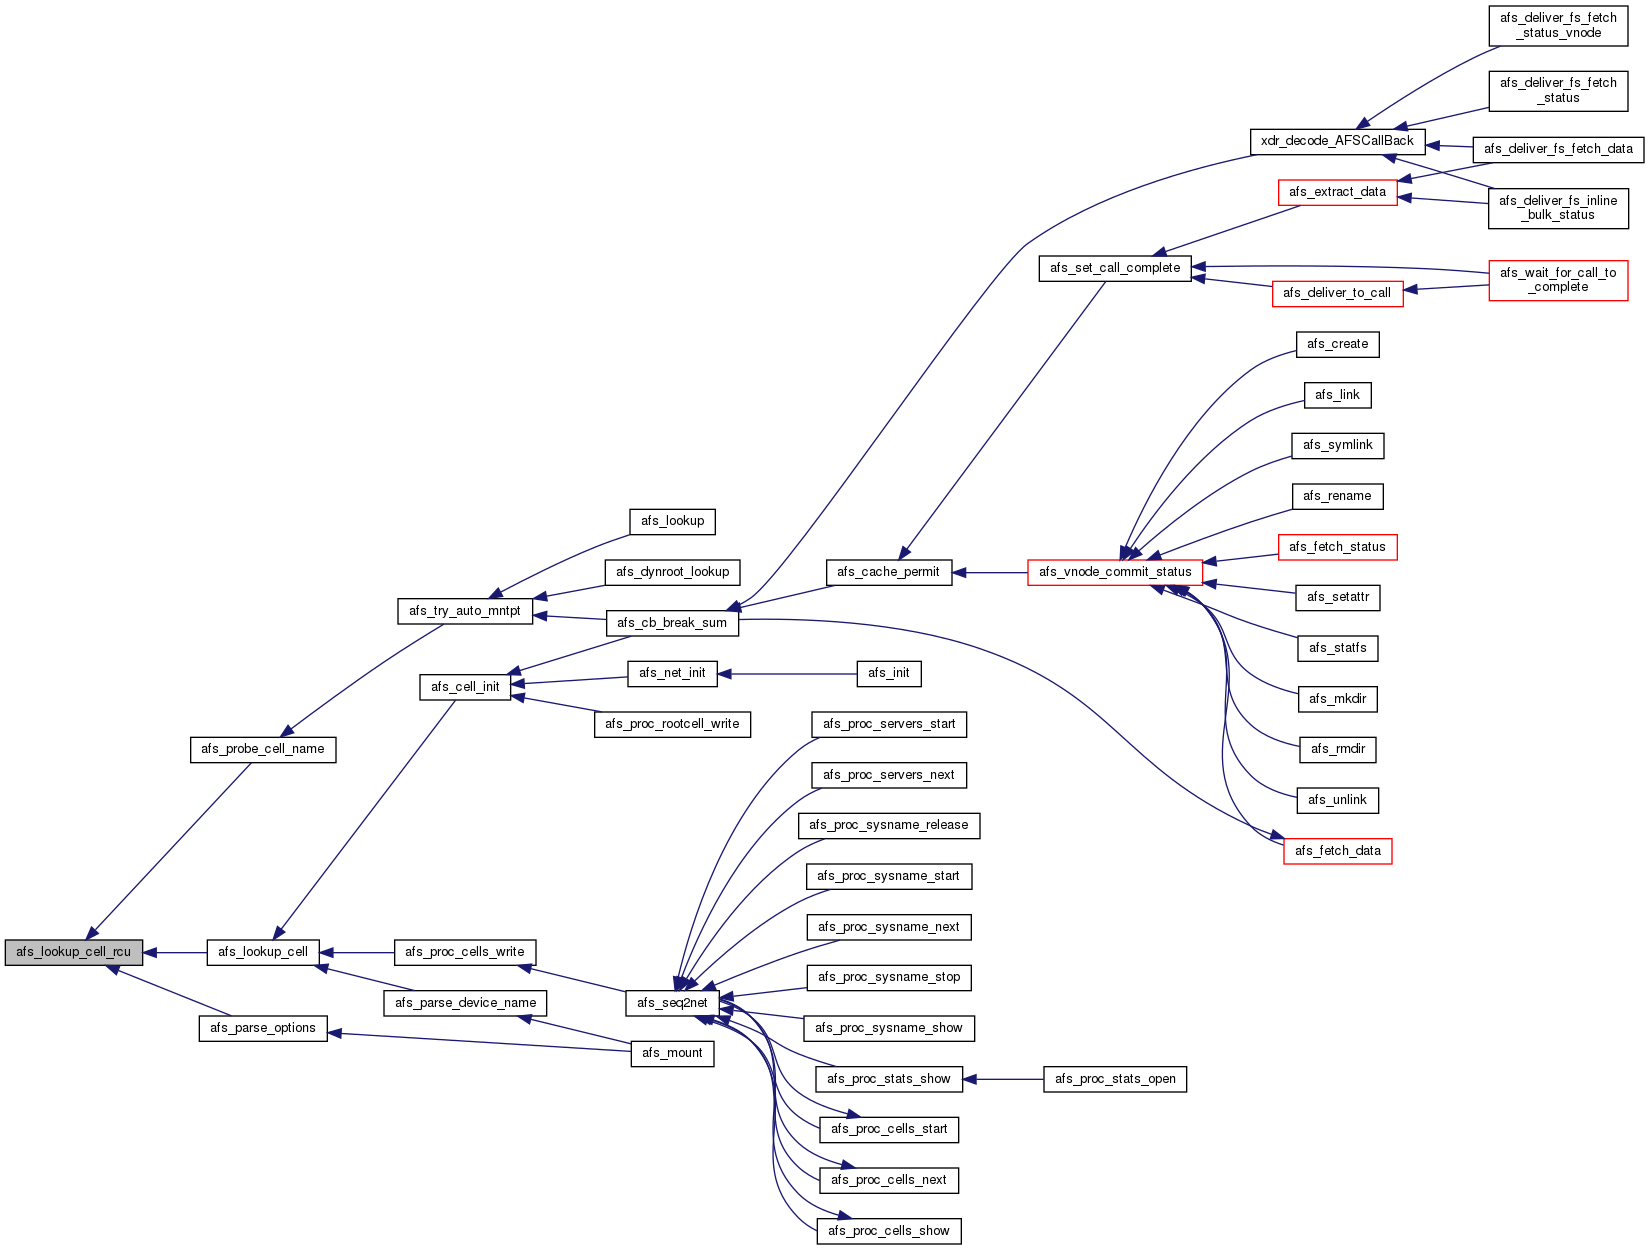 afs_deliver_fs_fetch
_status_vnode
afs_deliver_fs_fetch
_status
xdr_decode_AFSCallBack
afs_deliver_fs_fetch_data
afs_extract_data
afs_deliver_fs_inline
_bulk_status
afs_set_call_complete
afs_wait_for_call_to
_complete
afs_deliver_to_call
afs_create
afs_link
afs_symlink
afs_rename
afs_lookup
afs_fetch_status
afs_dynroot_lookup
afs_cache_permit
afs_vnode_commit_status
afs_setattr
afs_try_auto_mntpt
afs_cb_break_sum
afs_statfs
afs_net_init
afs_init
afs_cell_init
afs_mkdir
afs_proc_rootcell_write
afs_proc_servers_start
afs_probe_cell_name
afs_rmdir
afs_proc_servers_next
afs_unlink
afs_proc_sysname_release
afs_fetch_data
afs_proc_sysname_start
afs_proc_sysname_next
afs_lookup_cell_rcu
afs_lookup_cell
afs_proc_cells_write
afs_proc_sysname_stop
afs_parse_device_name
afs_seq2net
afs_parse_options
afs_proc_sysname_show
afs_mount
afs_proc_stats_show
afs_proc_stats_open
afs_proc_cells_start
afs_proc_cells_next
afs_proc_cells_show